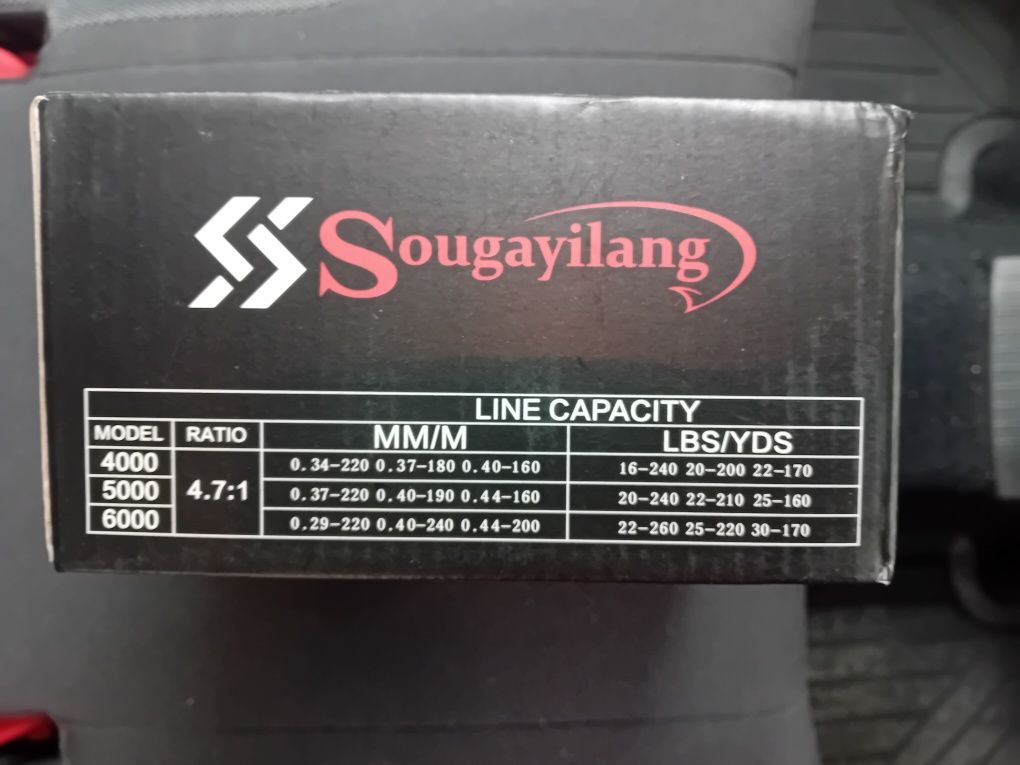 Sougayilang
LINE CAPACITY
MODEL RATIO MM/M LBS/YDS
4000 0.34-220 0.37-180 0.40-160 16-240 20-200 22-170
5000 4.7:1 0.37-220 0.40-190 0.44-160 20-240 22-210 25-160
6000 0.29-220 0.40-240 0.44-200 22-260 25-220 30-170